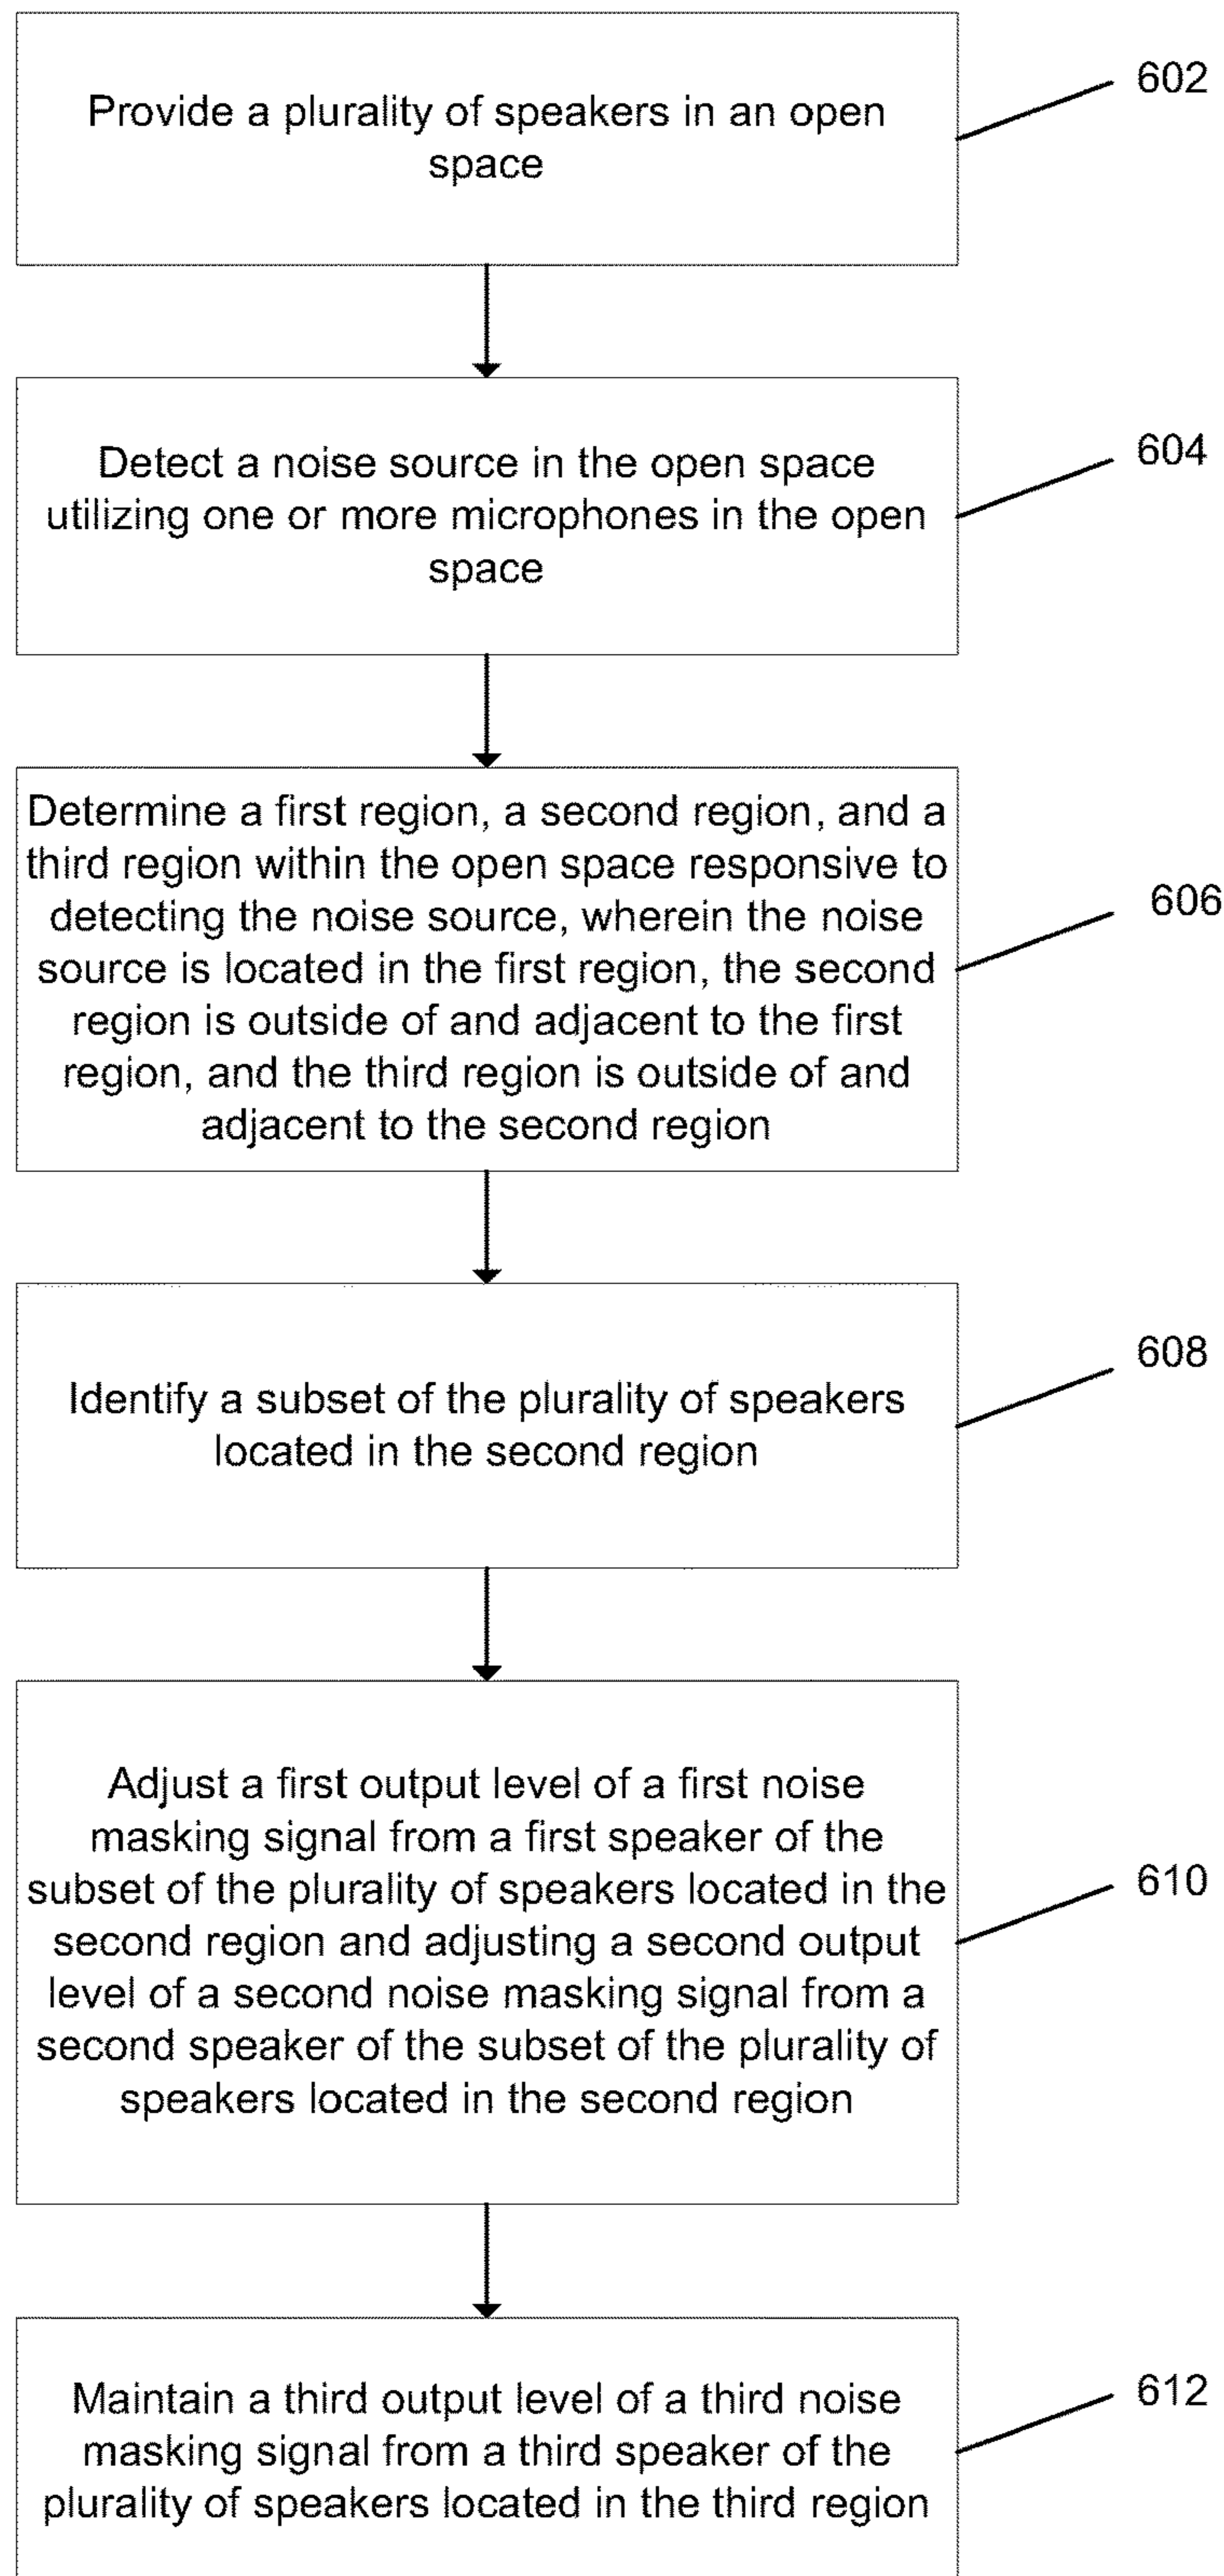 Provide a plurality of speakers in an open
space
602
Detect a noise source in the open space
utilizing one or more microphones in the open
space
604
Determine a first region, a second region, and a
third region within the open space responsive to
detecting the noise source, wherein the noise
source is located in the first region, the second
region is outside of and adjacent to the first
region, and the third region is outside of and
adjacent to the second region
606
Identify a subset of the plurality of speakers
located in the second region
608
Adjust a first output level of a first noise
masking signal from a first speaker of the
subset of the plurality of speakers located in the
second region and adjusting a second output
level of a second noise masking signal from a
second speaker of the subset of the plurality of
speakers located in the second region
610
Maintain a third output level of a third noise
masking signal from a third speaker of the
plurality of speakers located in the third region
612